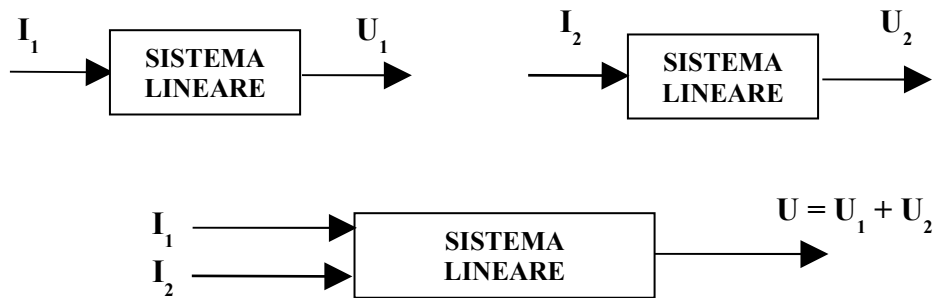 I₁ U₁ I₂ U₂
SISTEMA LINEARE
SISTEMA LINEARE
I₁
I₂
SISTEMA
LINEARE
U = U₁ + U₂